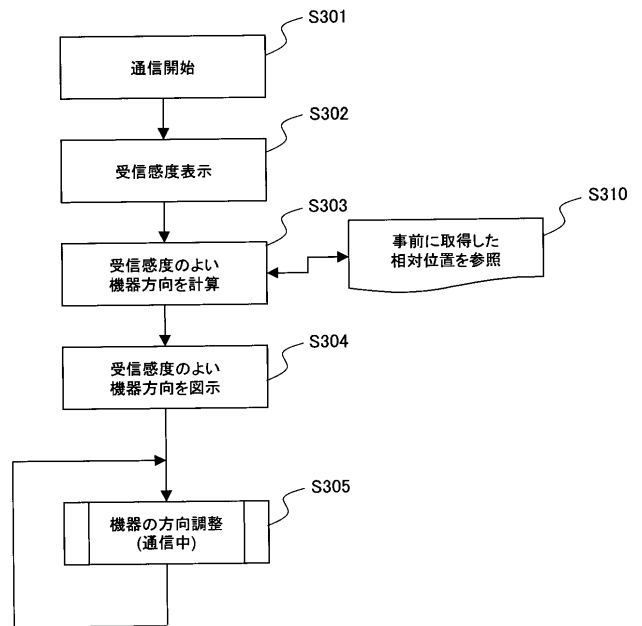 S301
通信開始
S302
受信感度表示
S303
受信感度のよい
機器方向を計算
S310
事前に取得した
相対位置を参照
S304
受信感度のよい
機器方向を図示
S305
機器の方向調整
(通信中)